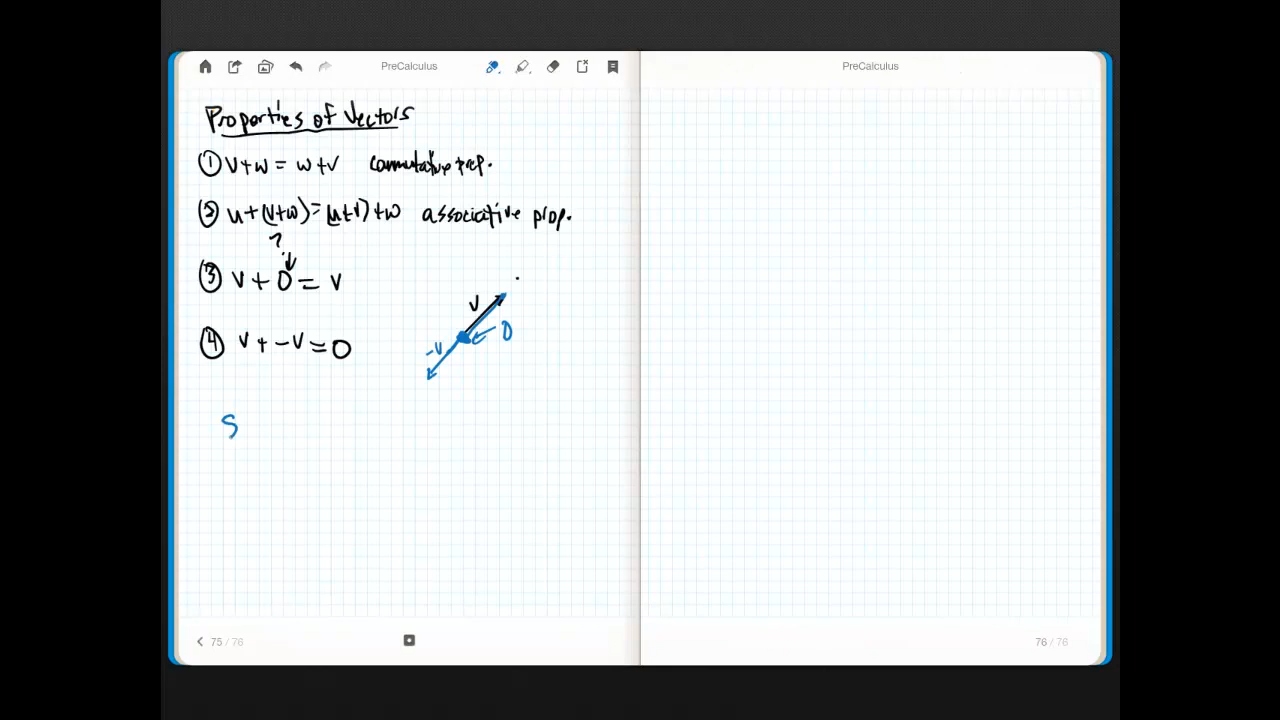 PreCalculus
PreCalculus
Properties of Vectors
① v+w = w+v commutative prop.
② u+(v+w)=(u+v)+w associative prop.
?
③ v + 0 = v
v
④ v + -v = 0
0
-v
S
75 / 76
76 / 76